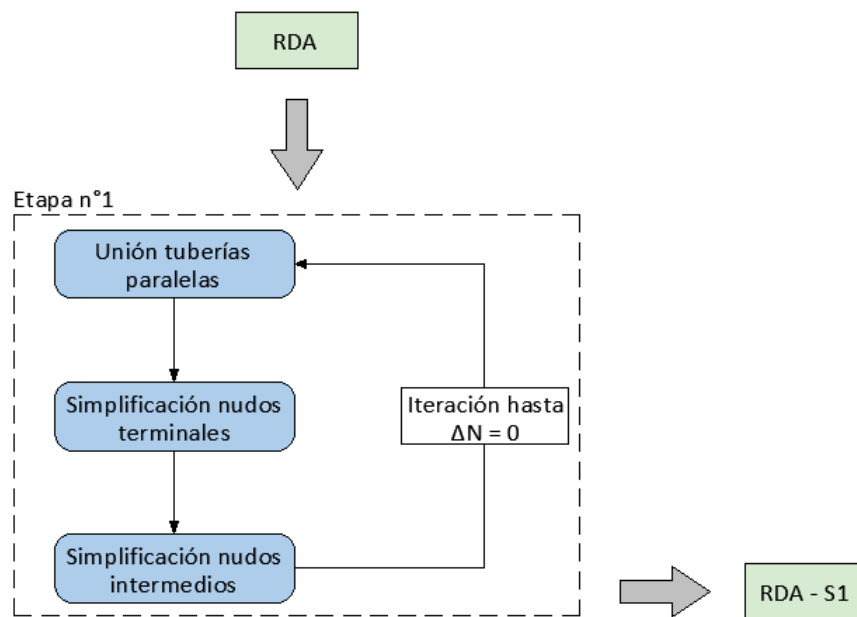 RDA
Etapa n°1
Unión tuberías
paralelas
Simplificación nudos
terminales
Iteración hasta
ΔN = 0
Simplificación nudos
intermedios
RDA - S1